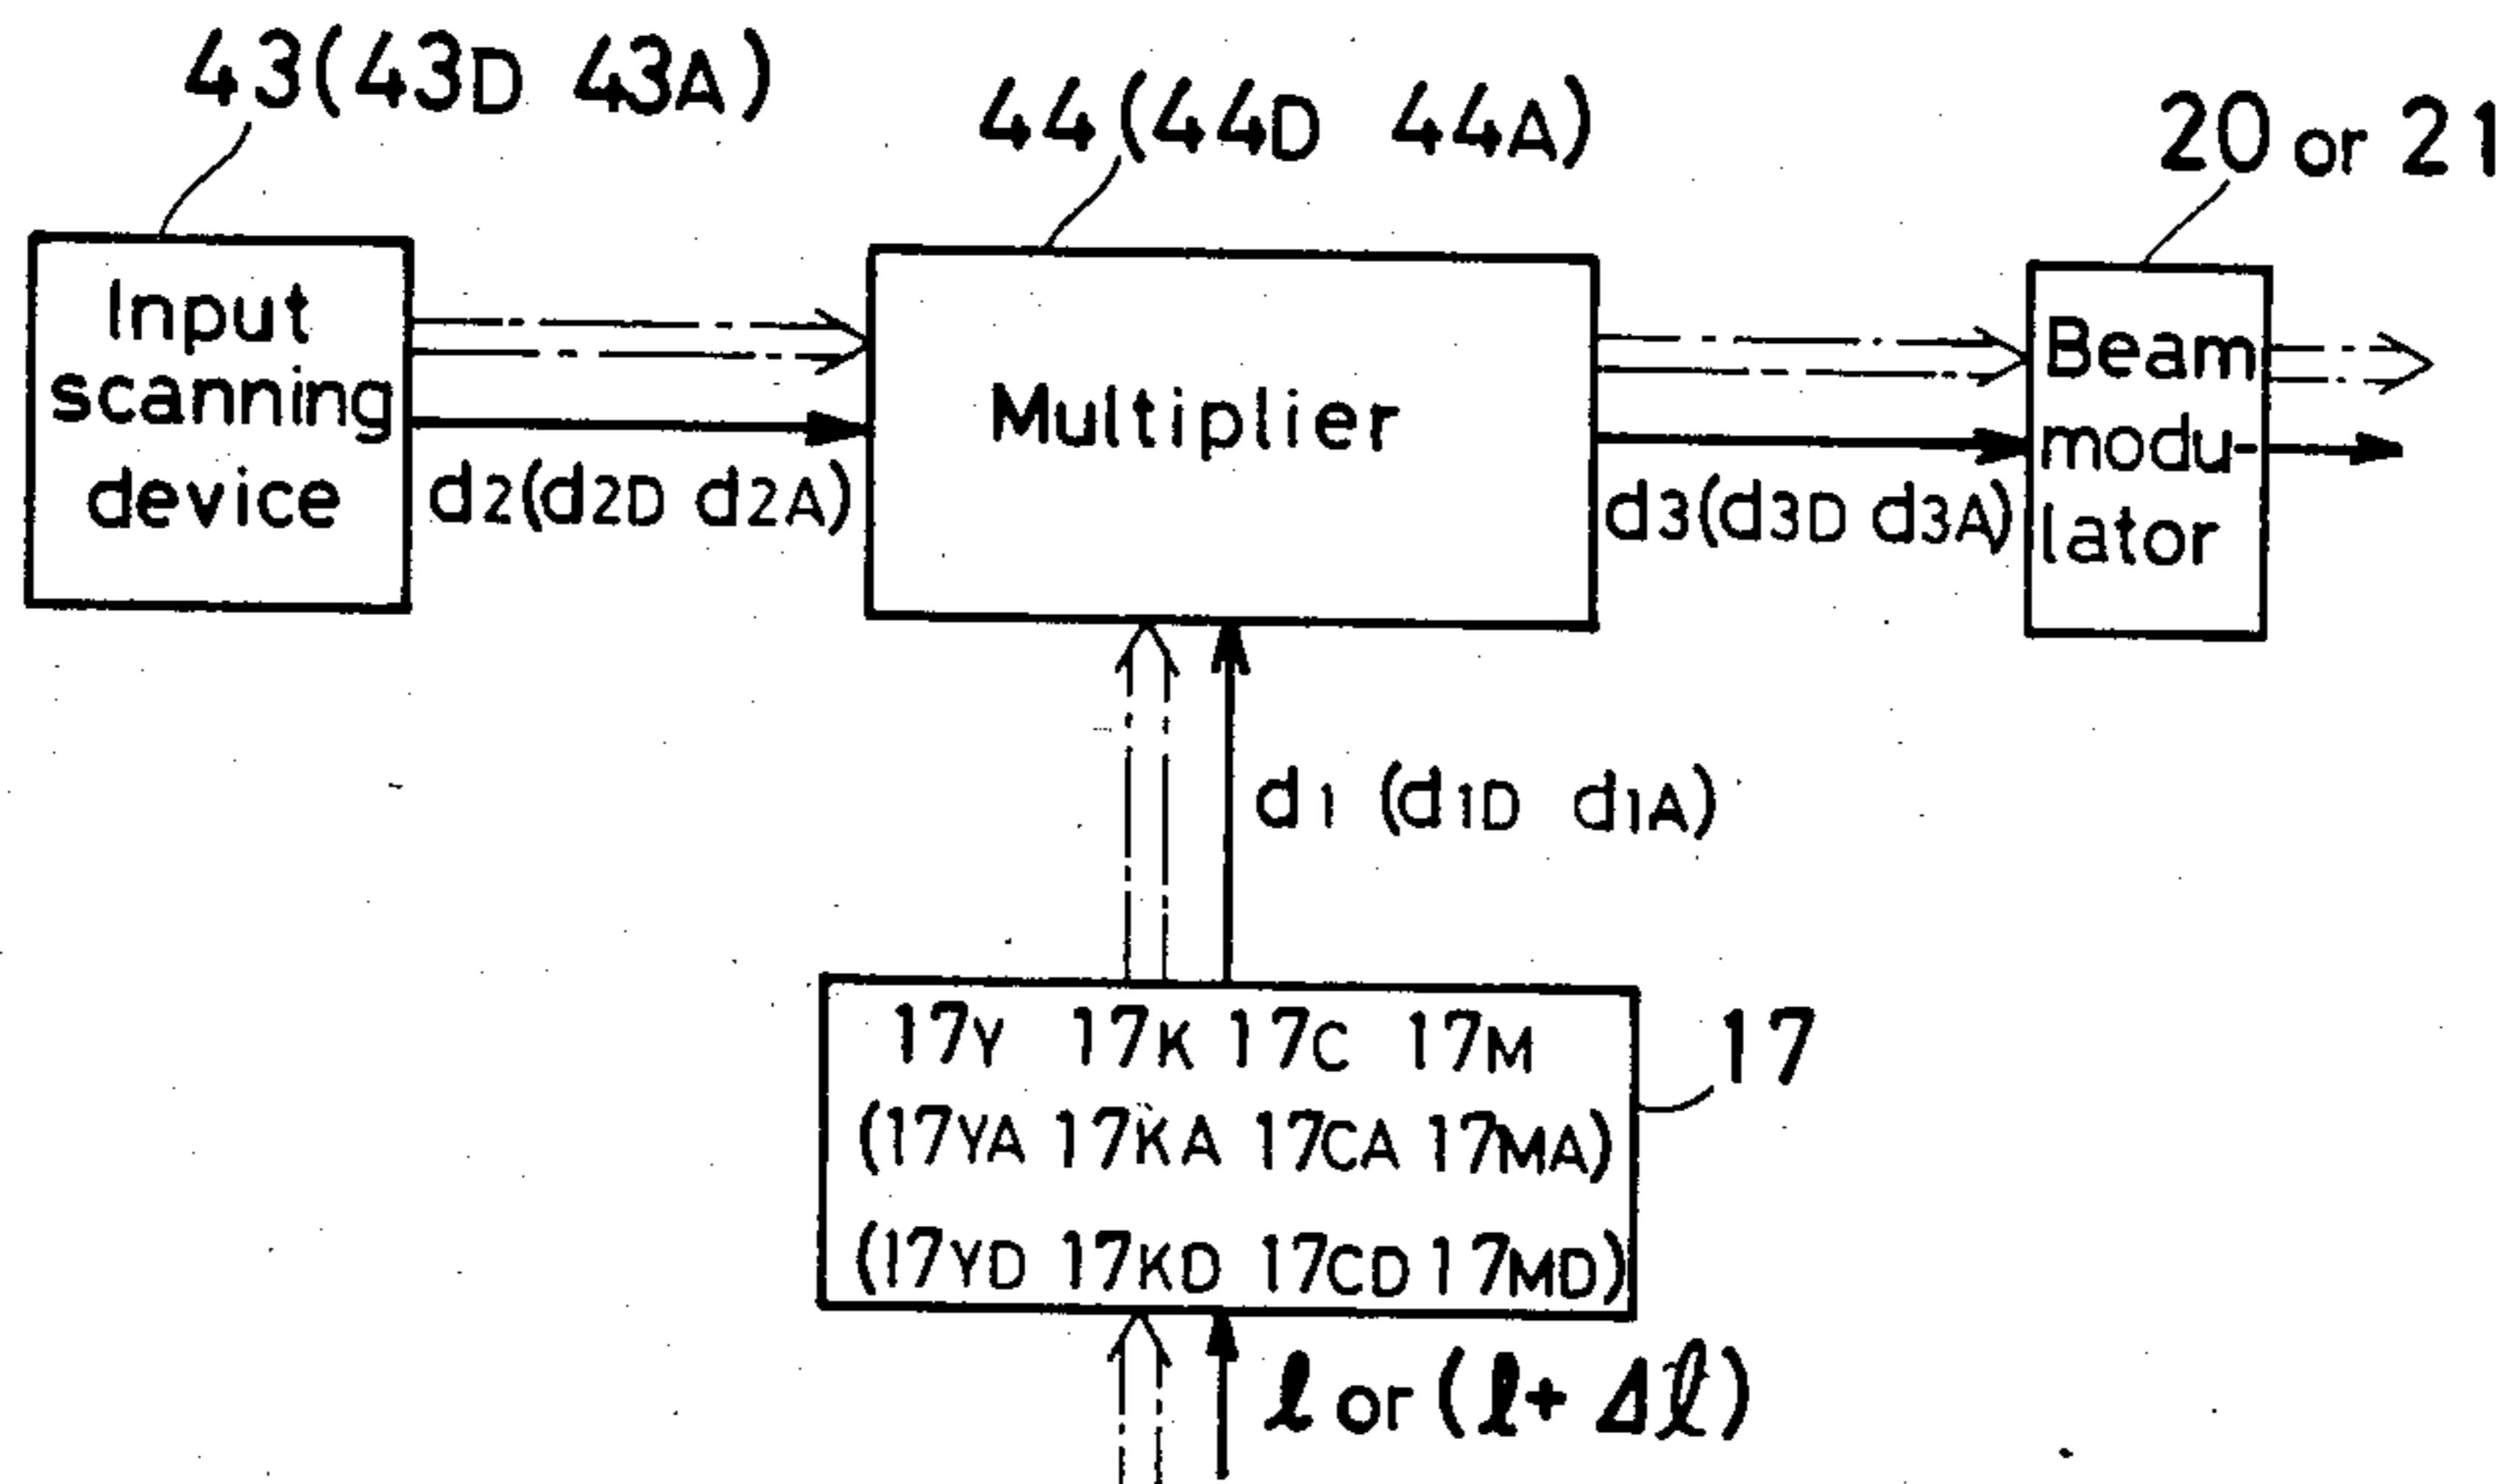 43(43D 43A)
44(44D 44A)
20 or 21
Input
scanning
device
d2(d2D d2A)
Multiplier
d3(d3D d3A)
Beam
modu-
lator
d1 (d1D d1A)
17Y 17K 17C 17M
(17YA 17KA 17CA 17MA)
(17YD 17KD 17CD 17MD)
17
ℓ or (ℓ + Δℓ)